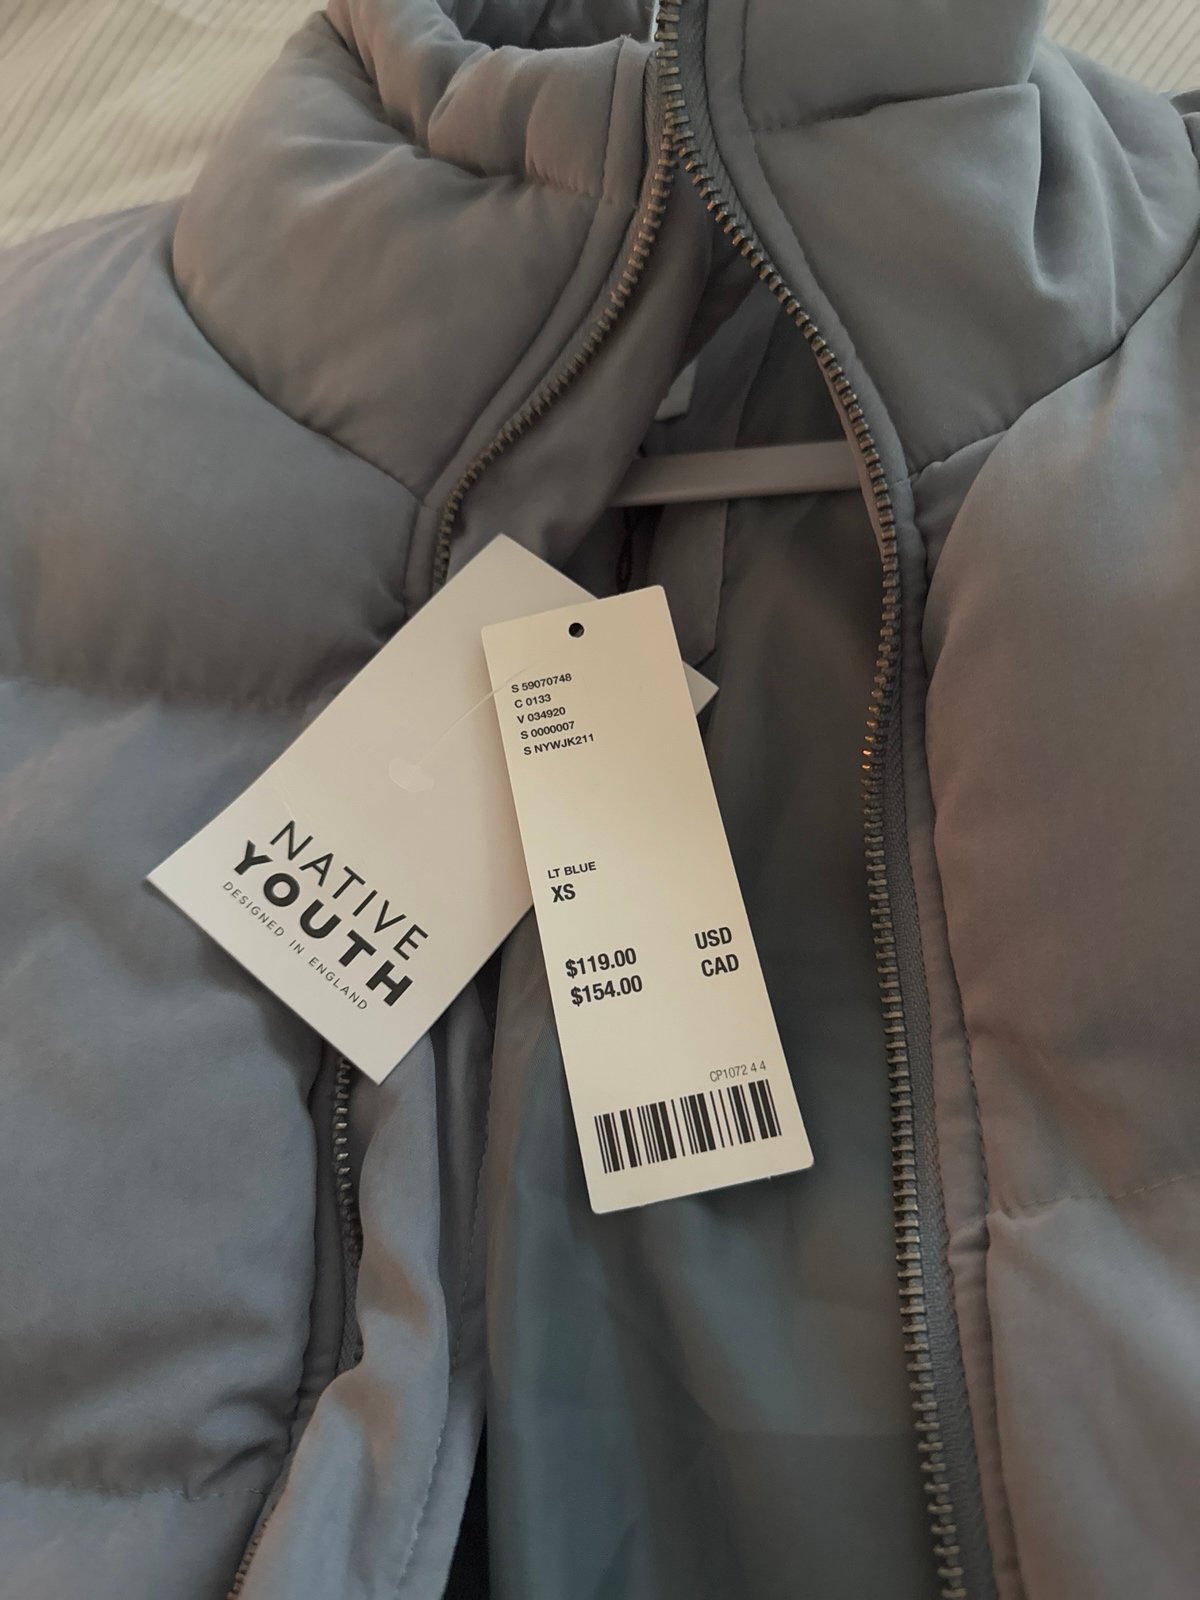 NATIVE
YOUTH
DESIGNED IN ENGLAND
S 59070748
C 0133
V 034920
S 0000007
S NYWJK211
LT BLUE
XS
$119.00 USD
$154.00 CAD
CP1072 4 4